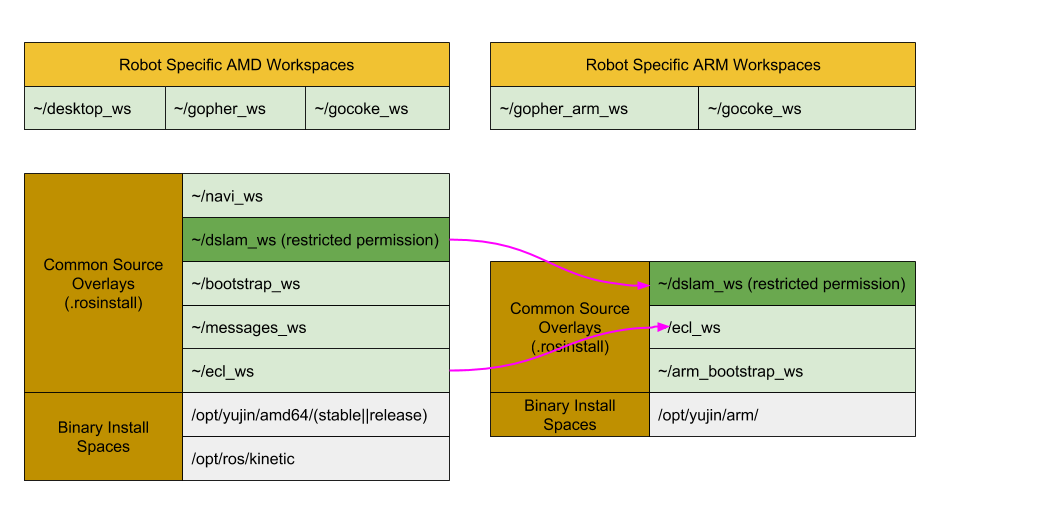 Robot Specific AMD Workspaces
~/desktop_ws
~/gopher_ws
~/gocoke_ws
Common Source
Overlays
(.rosinstall)
~/navi_ws
~/dslam_ws (restricted permission)
~/bootstrap_ws
~/messages_ws
~/ecl_ws
Binary Install
Spaces
/opt/yujin/amd64/(stable||release)
/opt/ros/kinetic
Robot Specific ARM Workspaces
~/gopher_arm_ws
~/gocoke_ws
Common Source
Overlays
(.rosinstall)
~/dslam_ws (restricted permission)
/ecl_ws
~/arm_bootstrap_ws
Binary Install
Spaces
/opt/yujin/arm/